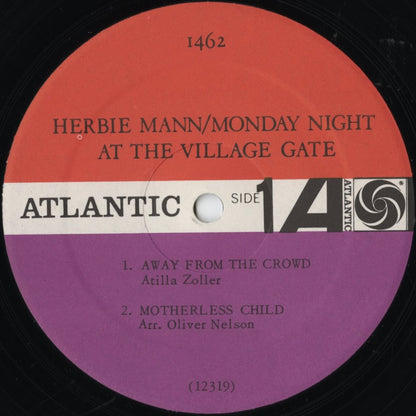 1462
HERBIE MANN/MONDAY NIGHT
AT THE VILLAGE GATE
ATLANTIC
SIDE 1
A
ATLANTIC
1. AWAY FROM THE CROWD
Atilla Zoller
2. MOTHERLESS CHILD
Arr. Oliver Nelson
(12319)